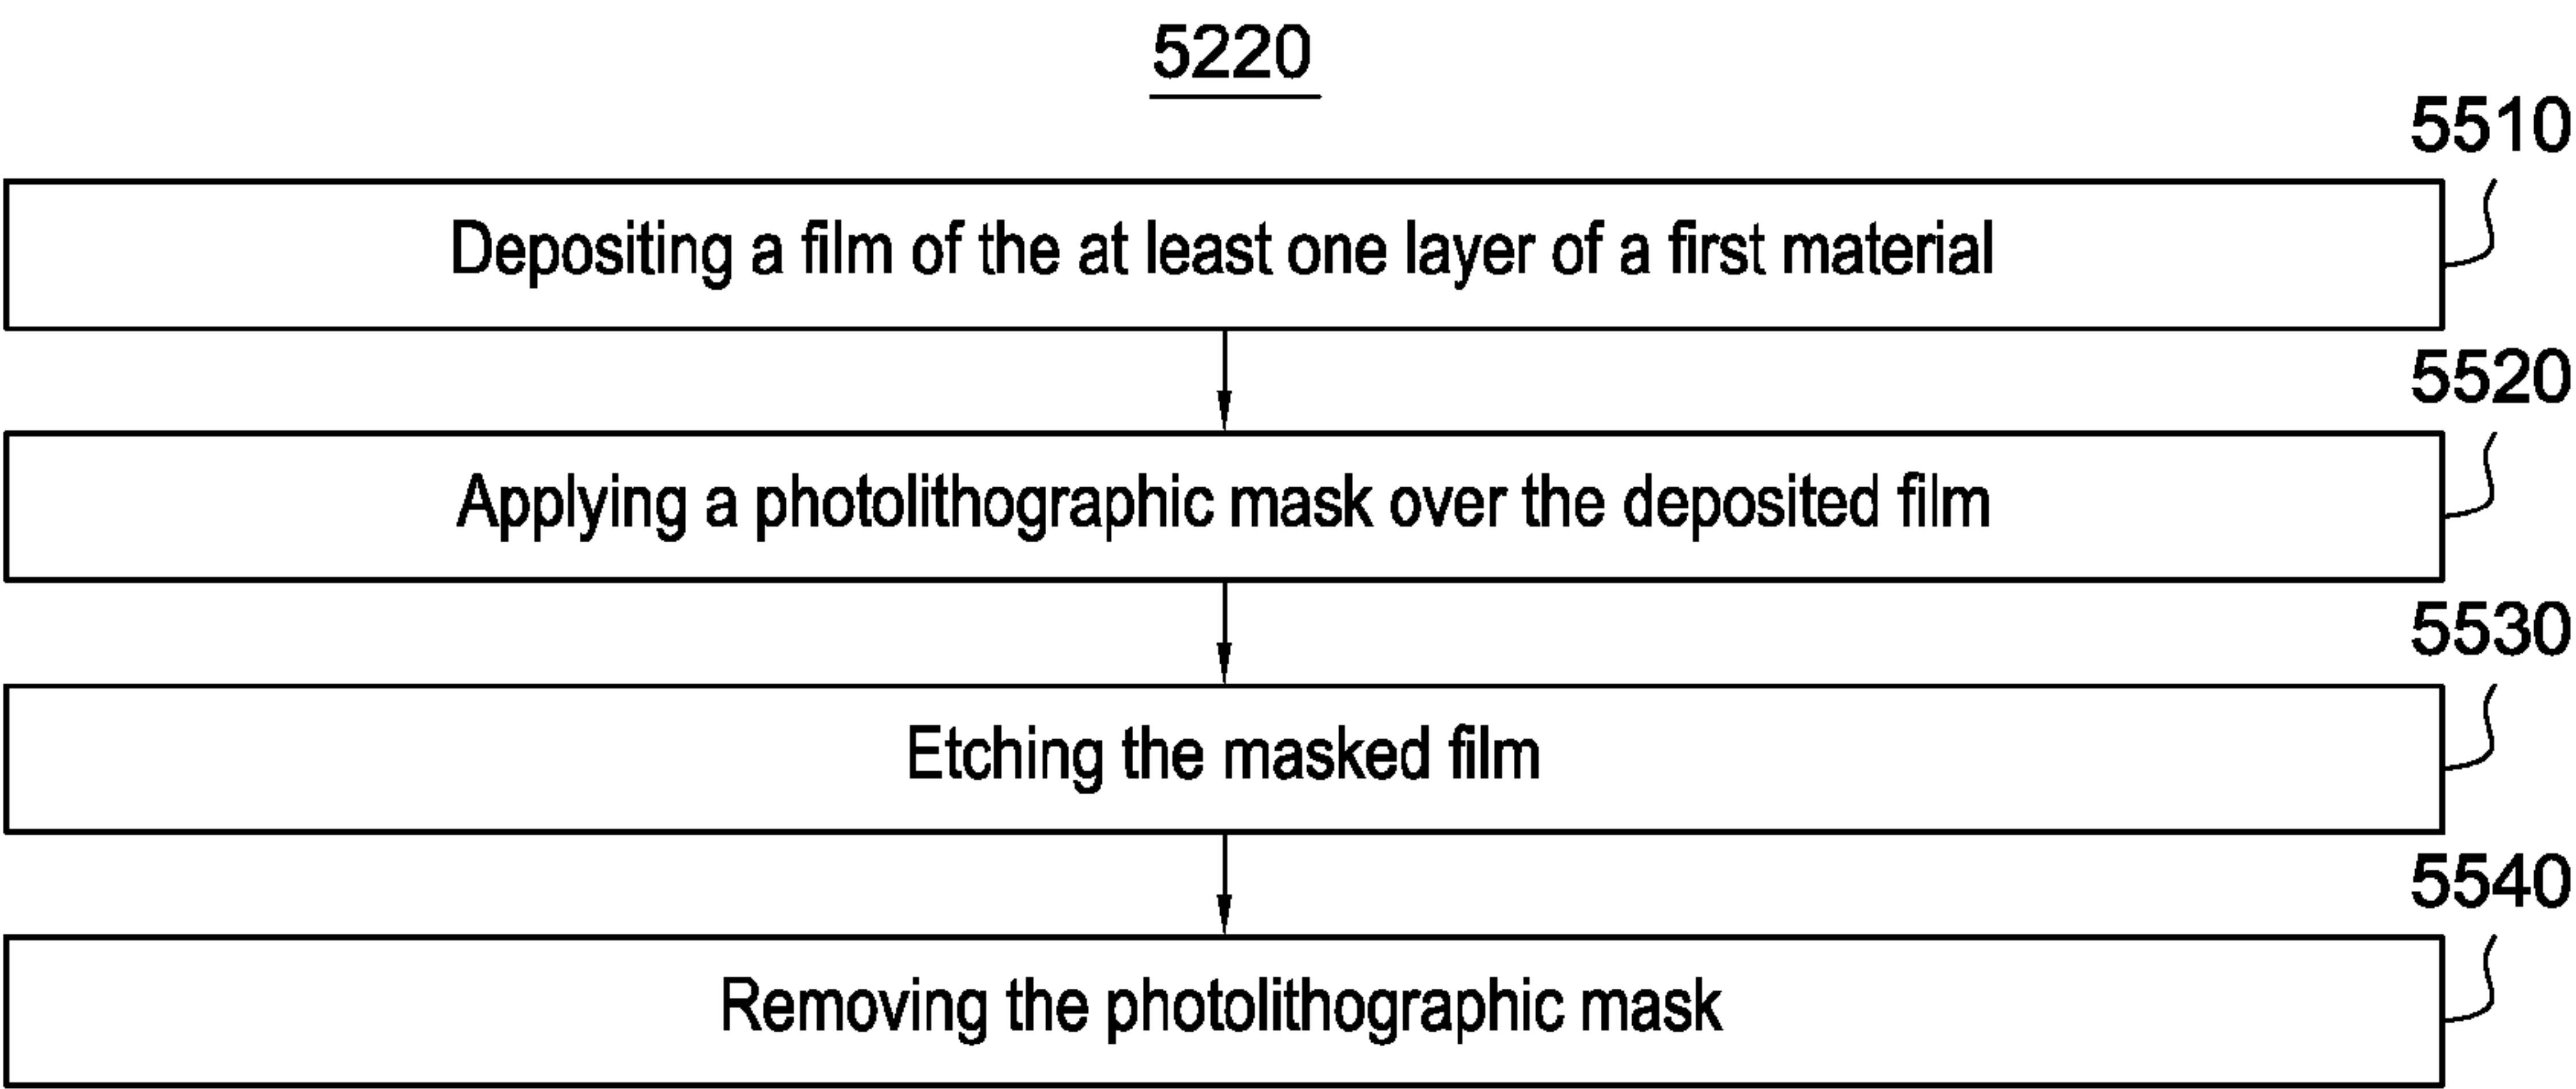 5220
5510
Depositing a film of the at least one layer of a first material
5520
Applying a photolithographic mask over the deposited film
5530
Etching the masked film
5540
Removing the photolithographic mask